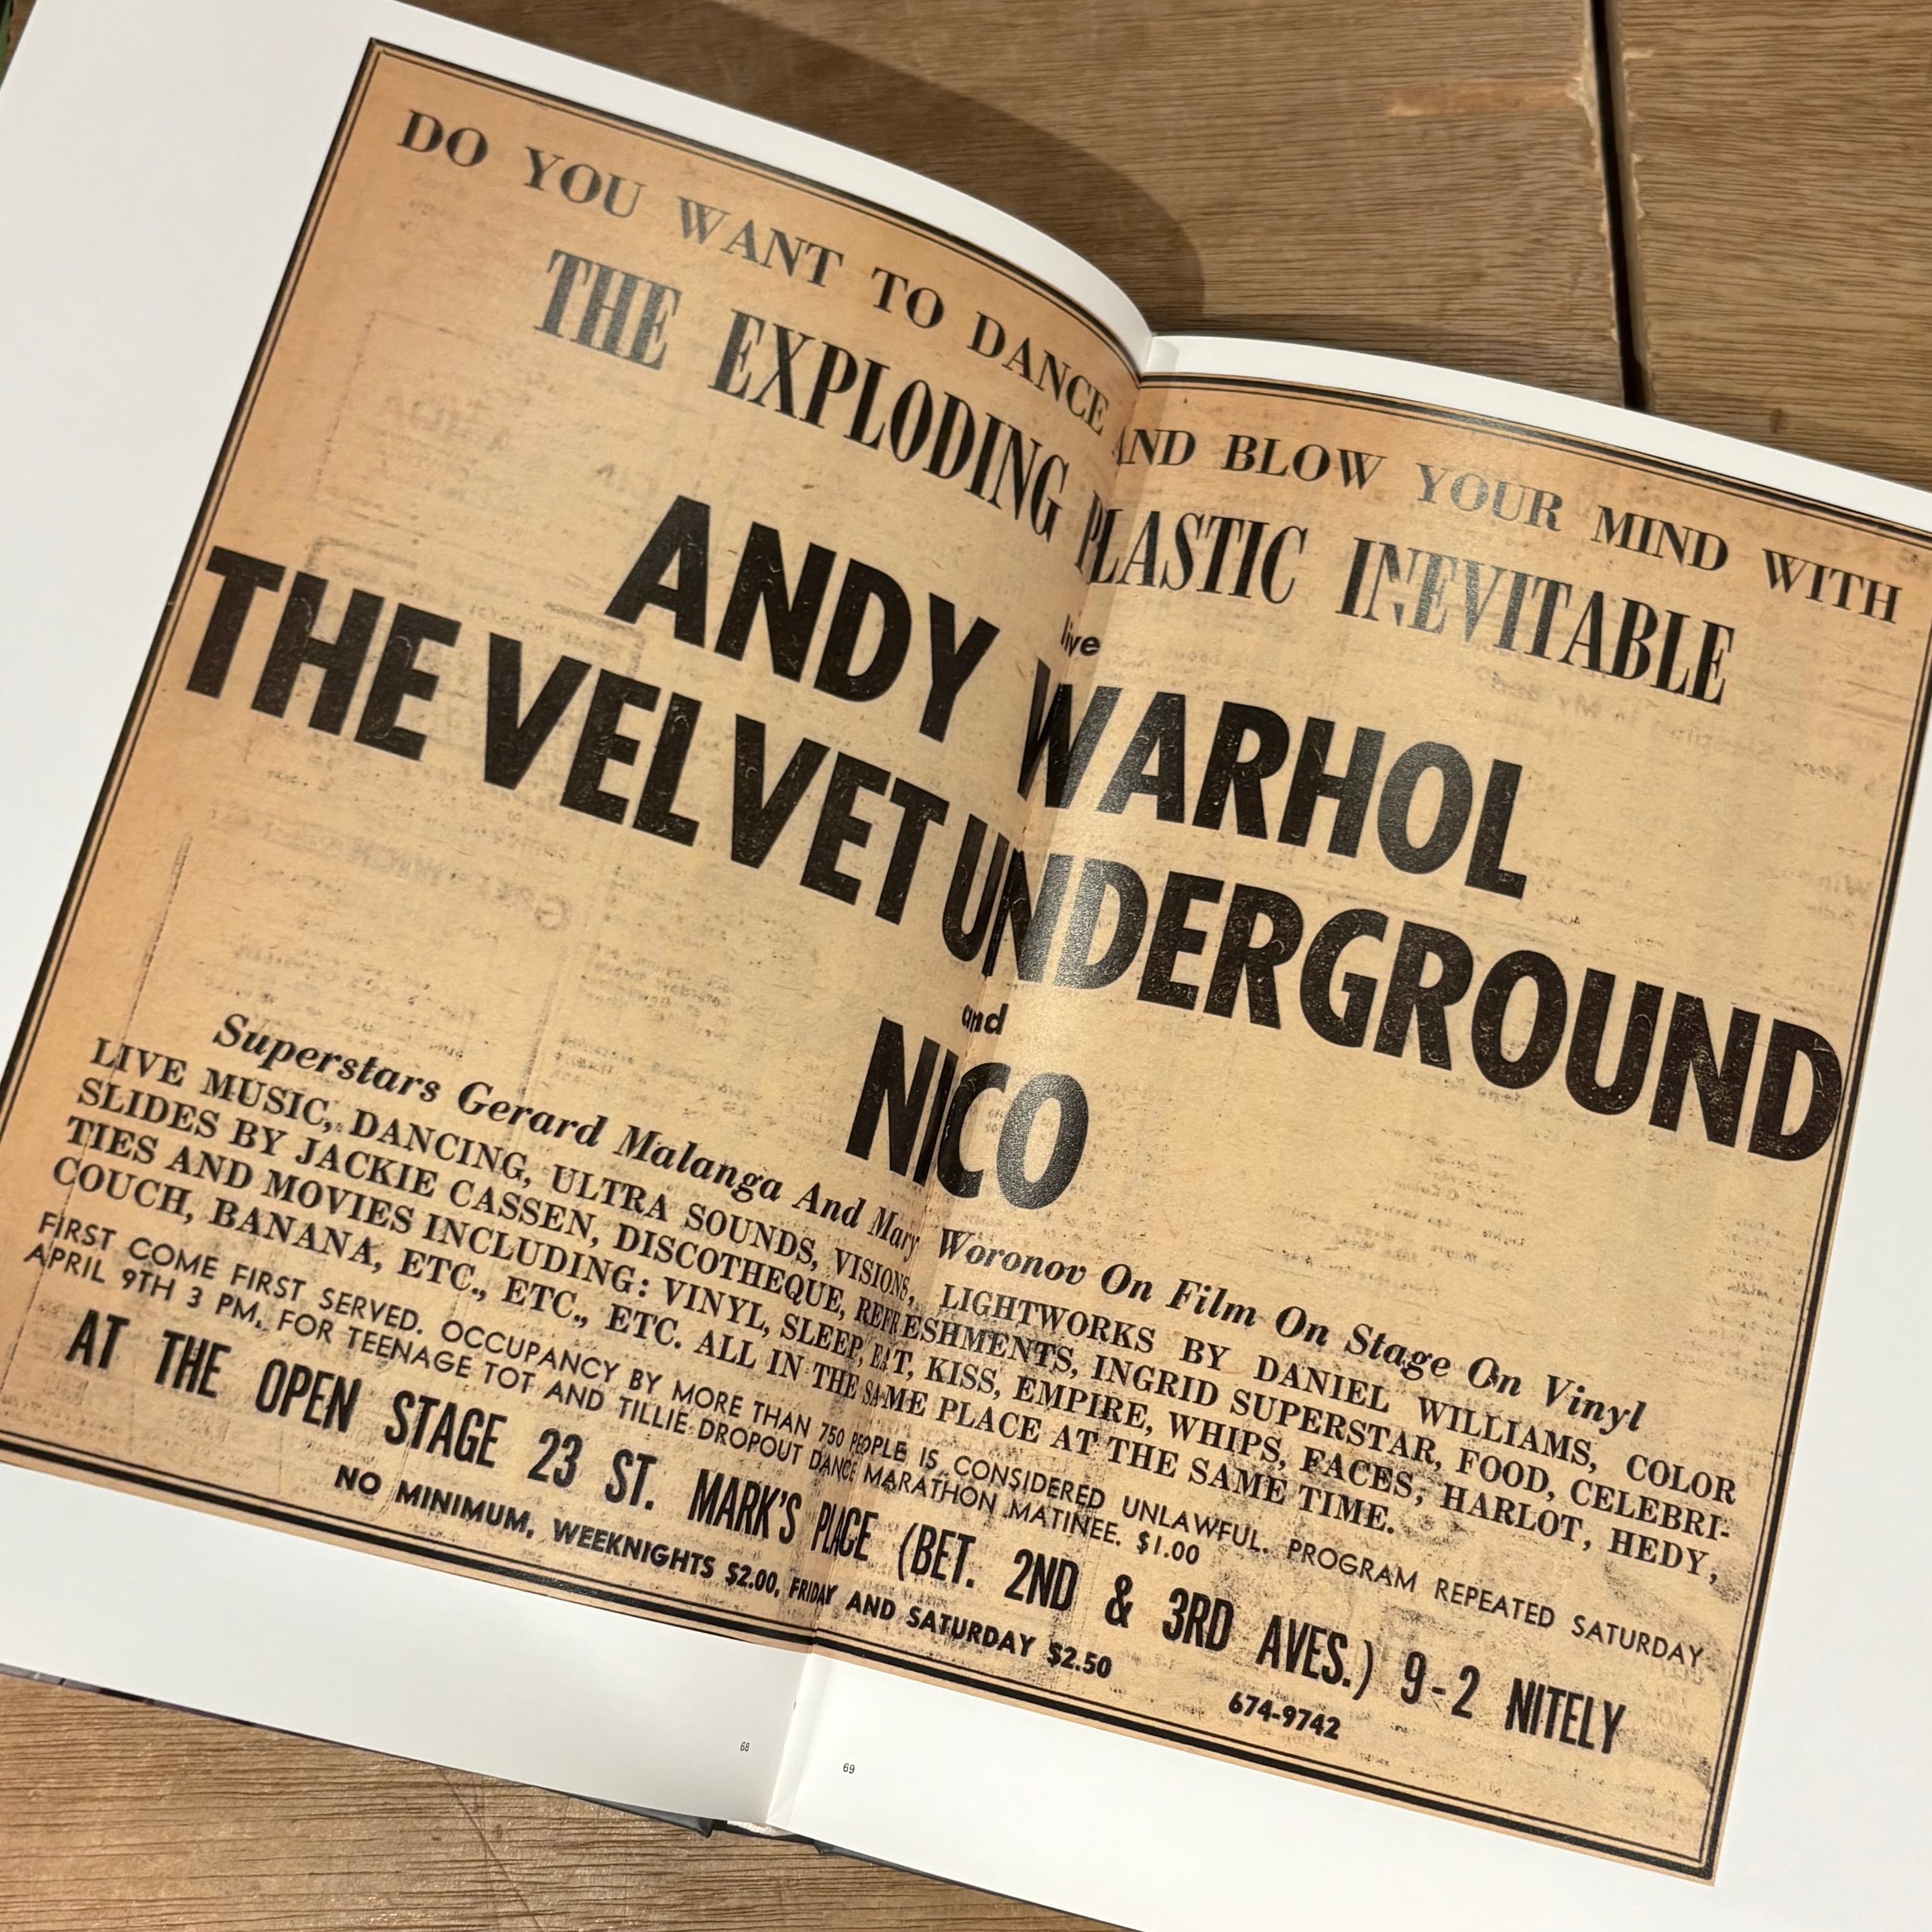 DO YOU WANT TO DANCE AND BLOW YOUR MIND WITH
THE EXPLODING PLASTIC INEVITABLE
live
ANDY WARHOL
THE VELVET UNDERGROUND
and
NICO
Superstars Gerard Malanga And Mary Woronov On Film On Stage On Vinyl
LIVE MUSIC, DANCING, ULTRA SOUNDS, VISIONS, LIGHTWORKS BY DANIEL WILLIAMS, COLOR
SLIDES BY JACKIE CASSEN, DISCOTHEQUE, REFRESHMENTS, INGRID SUPERSTAR, FOOD, CELEBRI-
TIES AND MOVIES INCLUDING: VINYL, SLEEP, EAT, KISS, EMPIRE, WHIPS, FACES, HARLOT, HEDY,
COUCH, BANANA, ETC., ETC., ETC. ALL IN THE SAME PLACE AT THE SAME TIME.
FIRST COME FIRST SERVED. OCCUPANCY BY MORE THAN 750 PEOPLE IS CONSIDERED UNLAWFUL. PROGRAM REPEATED SATURDAY
APRIL 9TH 3 PM, FOR TEENAGE TOT AND TILLIE DROPOUT DANCE MARATHON MATINEE. $1.00
AT THE OPEN STAGE 23 ST. MARK'S PLACE (BET. 2ND & 3RD AVES.) 9-2 NITELY
NO MINIMUM, WEEKNIGHTS $2.00, FRIDAY AND SATURDAY $2.50
674-9742
68
69